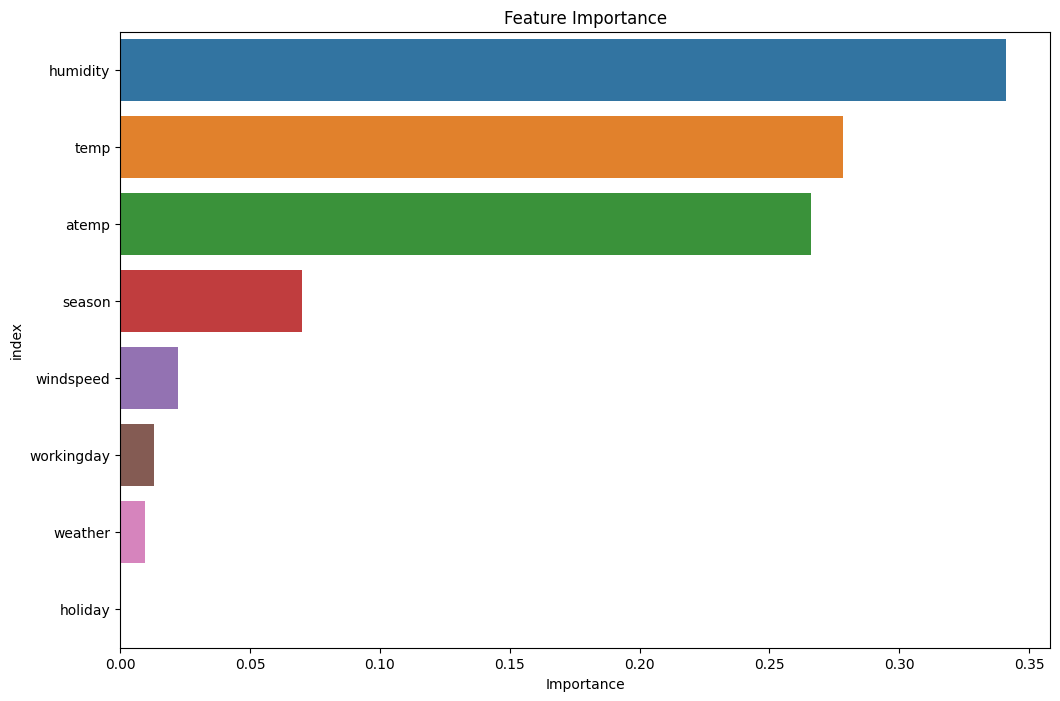 Feature Importance
index
humidity
temp
atemp
season
windspeed
workingday
weather
holiday
0.00 0.05 0.10 0.15 0.20 0.25 0.30 0.35
Importance